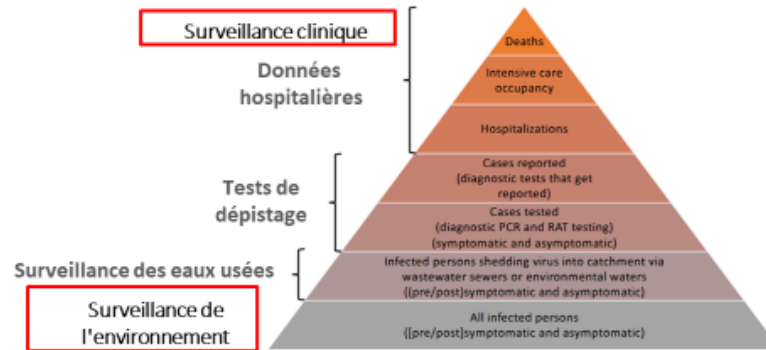 Surveillance clinique
Données
hospitalières
Deaths
Intensive care
occupancy
Hospitalizations
Tests de
dépistage
Cases reported
(diagnostic tests that get
reported)
Cases tested
(diagnostic PCR and RAT testing)
(symptomatic and asymptomatic)
Surveillance des eaux usées
Infected persons shedding virus into catchment via
wastewater sewers or environmental waters
((pre/post)symptomatic and asymptomatic)
Surveillance de
l'environnement
All infected persons
((pre/post)symptomatic and asymptomatic)